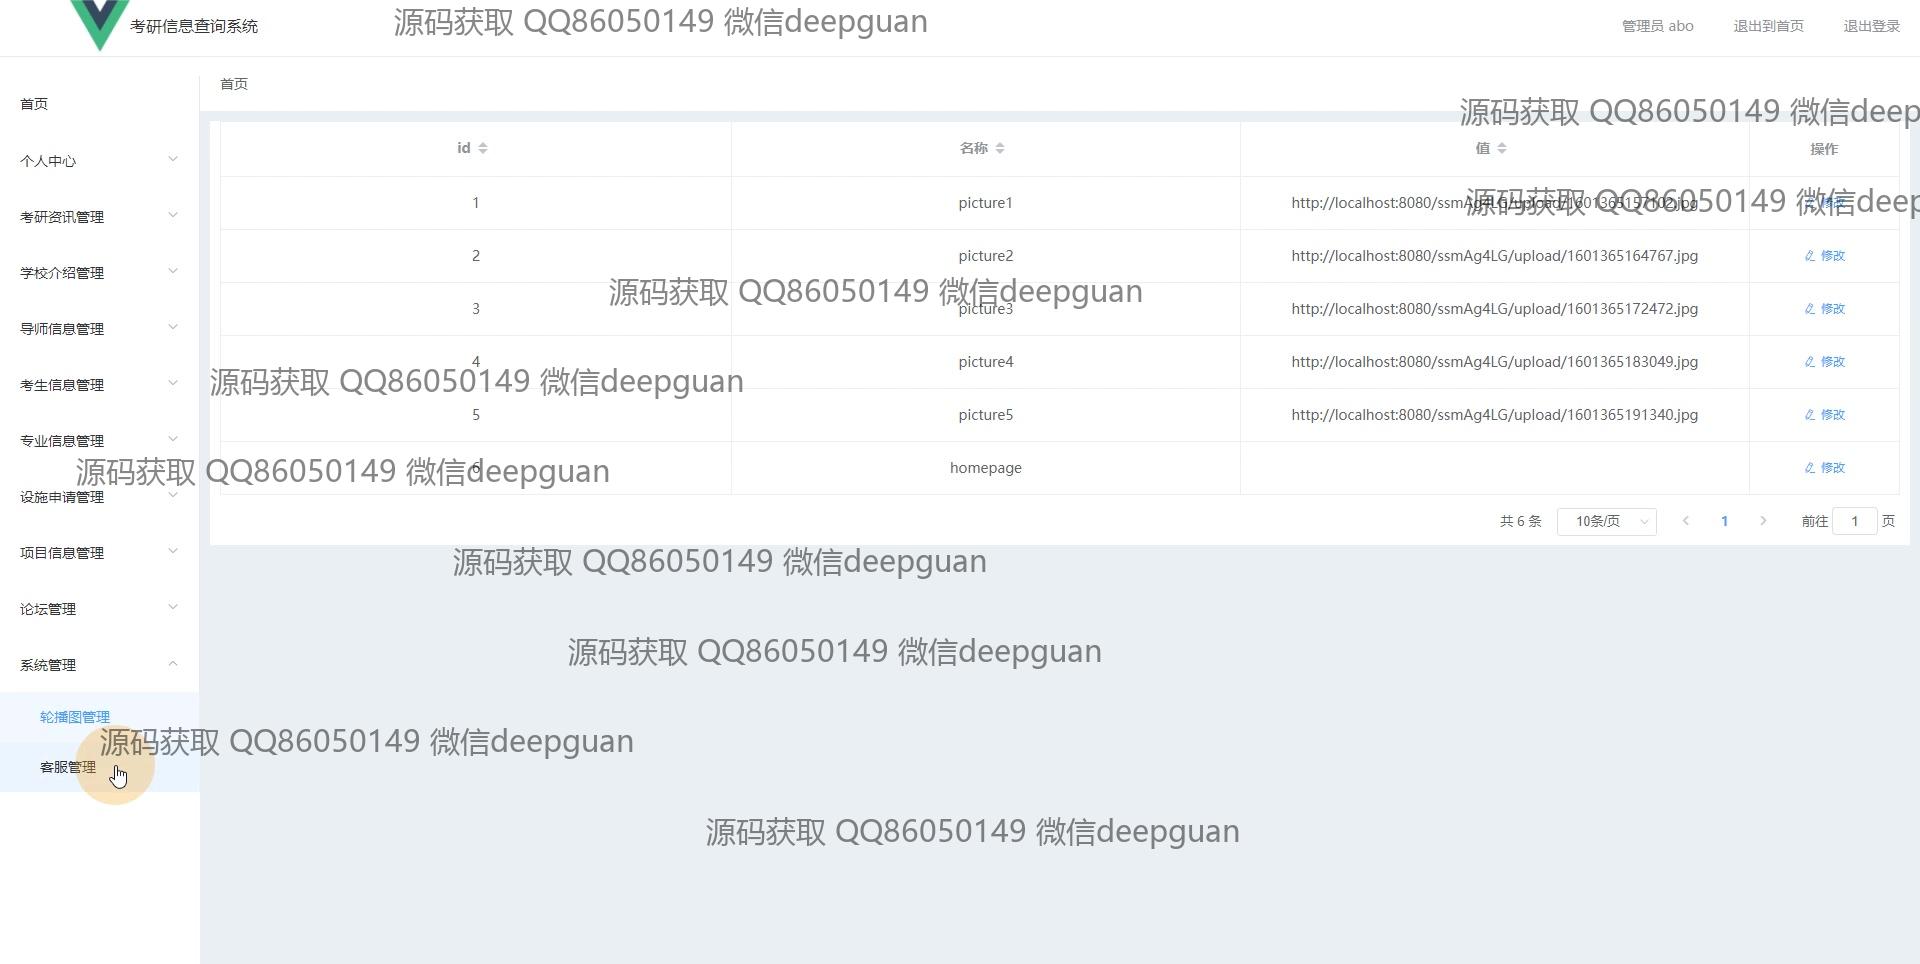 考研信息查询系统
源码获取 QQ86050149 微信deepguan
管理员 abo
退出到首页
退出登录
首页
个人中心
考研资讯管理
学校介绍管理
导师信息管理
考生信息管理
专业信息管理
设施申请管理
项目信息管理
论坛管理
系统管理
轮播图管理
客服管理
首页
源码获取 QQ86050149 微信deep
id 名称 值 操作
1 picture1 http://localhost:8080/ssmAg4LG/upload/1601365157102.jpg 修改
源码获取 QQ86050149 微信deep
2 picture2 http://localhost:8080/ssmAg4LG/upload/1601365164767.jpg 修改
源码获取 QQ86050149 微信deepguan
3 picture3 http://localhost:8080/ssmAg4LG/upload/1601365172472.jpg 修改
4 picture4 http://localhost:8080/ssmAg4LG/upload/1601365183049.jpg 修改
源码获取 QQ86050149 微信deepguan
5 picture5 http://localhost:8080/ssmAg4LG/upload/1601365191340.jpg 修改
6 homepage 修改
源码获取 QQ86050149 微信deepguan
共 6 条 10条/页 1 前往 1 页
源码获取 QQ86050149 微信deepguan
源码获取 QQ86050149 微信deepguan
源码获取 QQ86050149 微信deepguan
源码获取 QQ86050149 微信deepguan